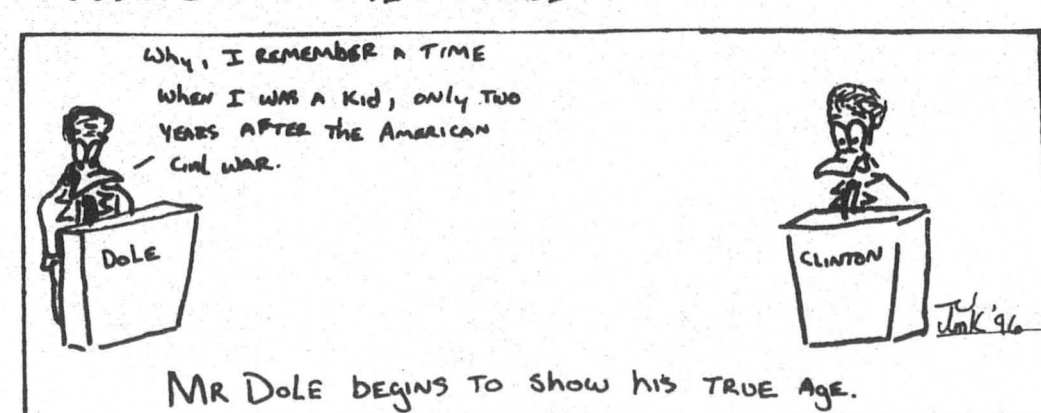 Why, I REMEMBER A TIME
WHEN I WAS A KID, ONLY TWO
YEARS AFTER THE AMERICAN
CIVIL WAR.
DOLE
CLINTON
'96
MR DOLE BEGINS TO SHOW HIS TRUE AGE.